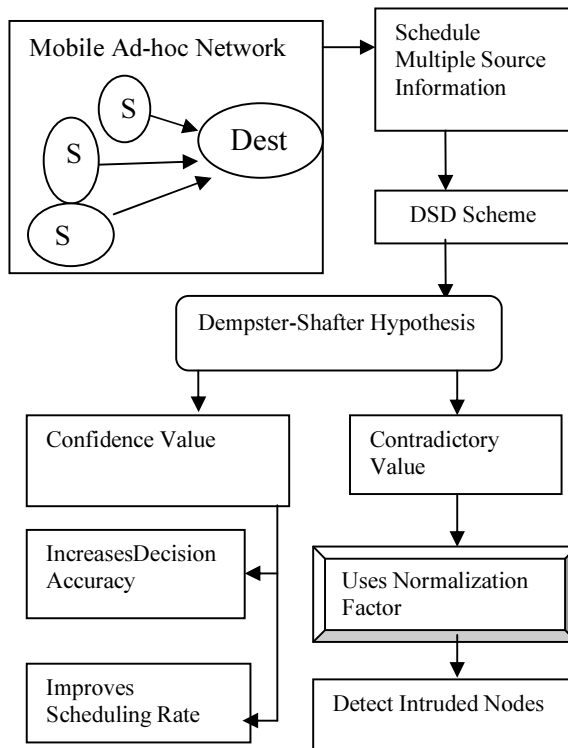 Mobile Ad-hoc Network
S
S
S
Dest
Schedule
Multiple Source
Information
DSD Scheme
Dempster-Shafter Hypothesis
Confidence Value
IncreasesDecision
Accuracy
Improves
Scheduling Rate
Contradictory
Value
Uses Normalization
Factor
Detect Intruded Nodes